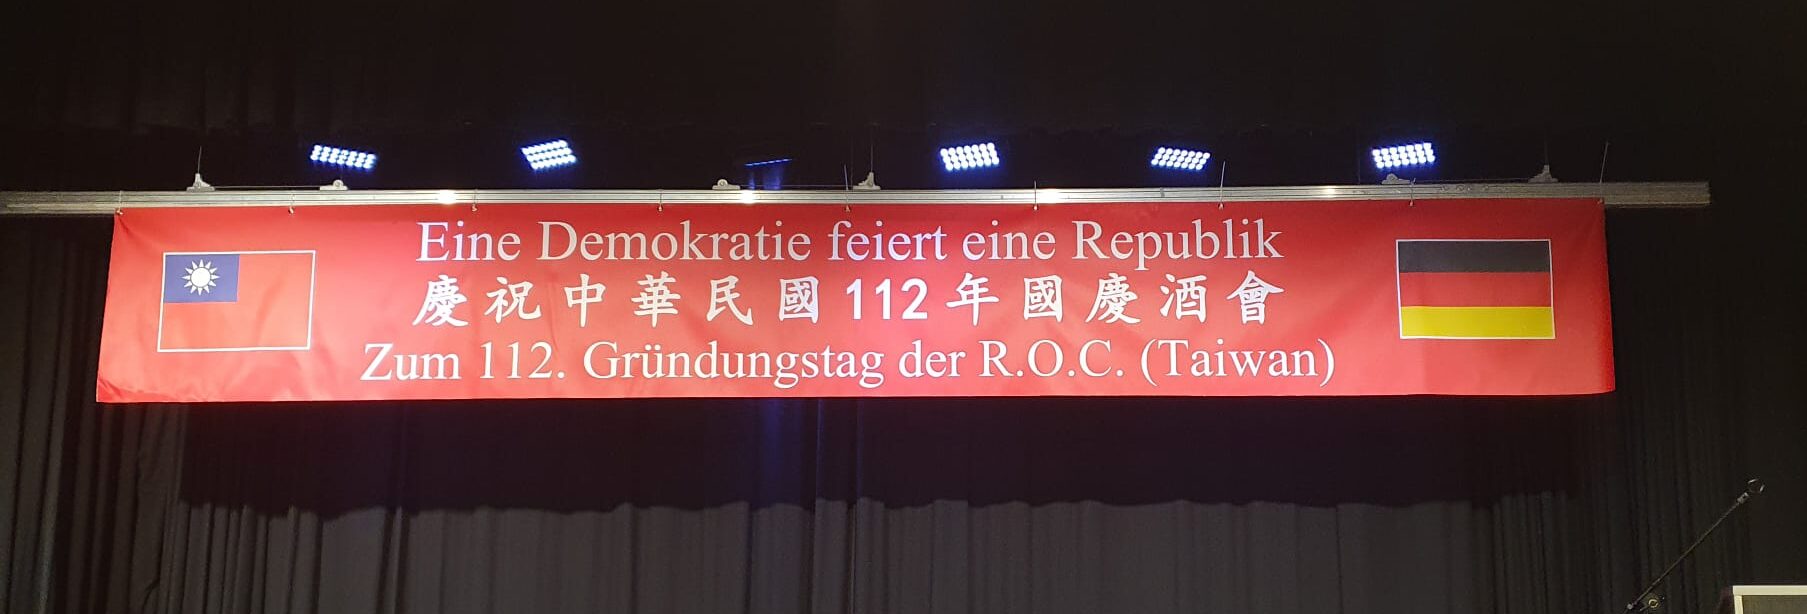 Eine Demokratie feiert eine Republik
慶祝中華民國112年國慶酒會
Zum 112. Gründungstag der R.O.C. (Taiwan)